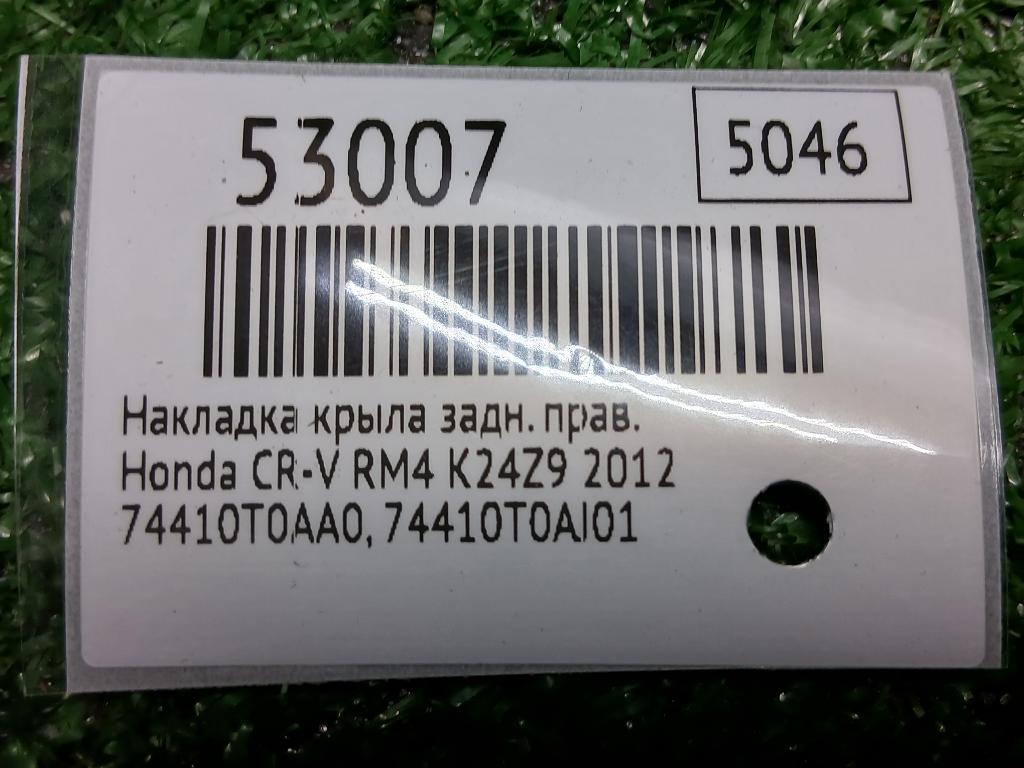 53007
5046
Накладка крыла задн. прав.
Honda CR-V RM4 K24Z9 2012
74410T0AA0, 74410T0AI01